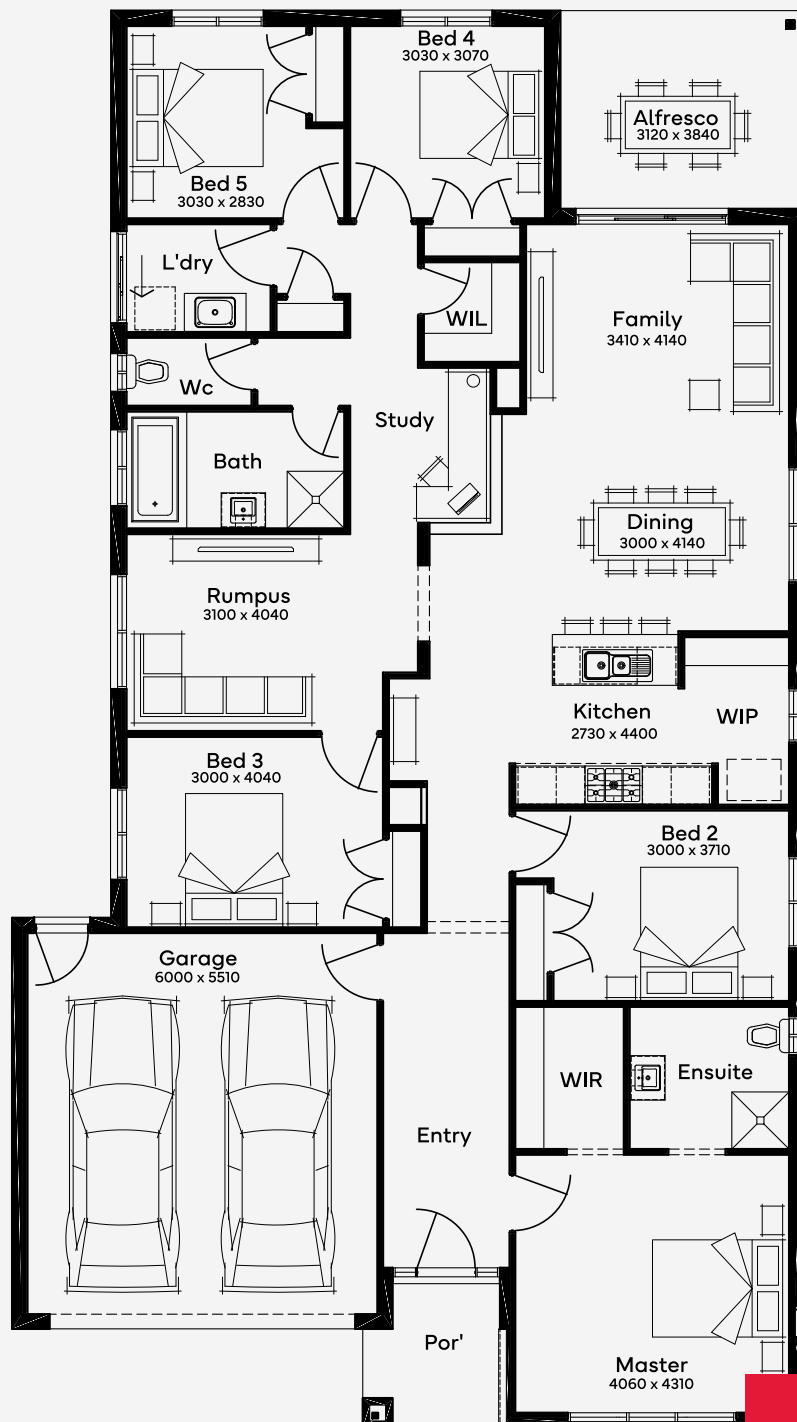 Bed 4
3030 x 3070
Alfresco
3120 x 3840
Bed 5
3030 x 2830
L'dry
WIL
Family
3410 x 4140
Wc
Study
Bath
Dining
3000 x 4140
Rumpus
3100 x 4040
Kitchen
2730 x 4400
WIP
Bed 3
3000 x 4040
Bed 2
3000 x 3710
Garage
6000 x 5510
WIR
Ensuite
Entry
Por'
Master
4060 x 4310